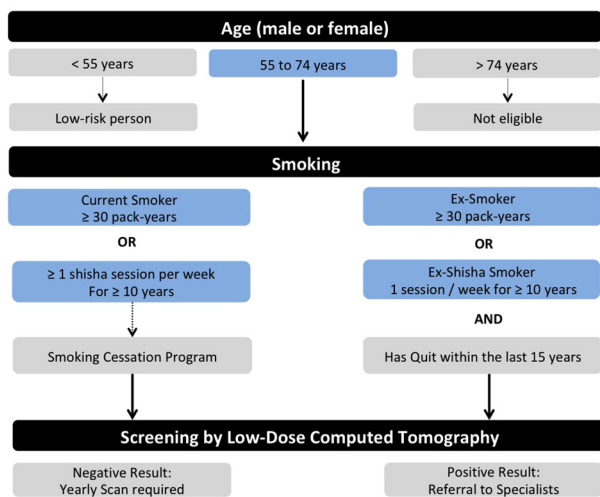 Age (male or female)
< 55 years
55 to 74 years
> 74 years
Low-risk person
Not eligible
Smoking
Current Smoker
≥ 30 pack-years
OR
≥ 1 shisha session per week
For ≥ 10 years
Smoking Cessation Program
Ex-Smoker
≥ 30 pack-years
OR
Ex-Shisha Smoker
1 session / week for ≥ 10 years
AND
Has Quit within the last 15 years
Screening by Low-Dose Computed Tomography
Negative Result:
Yearly Scan required
Positive Result:
Referral to Specialists